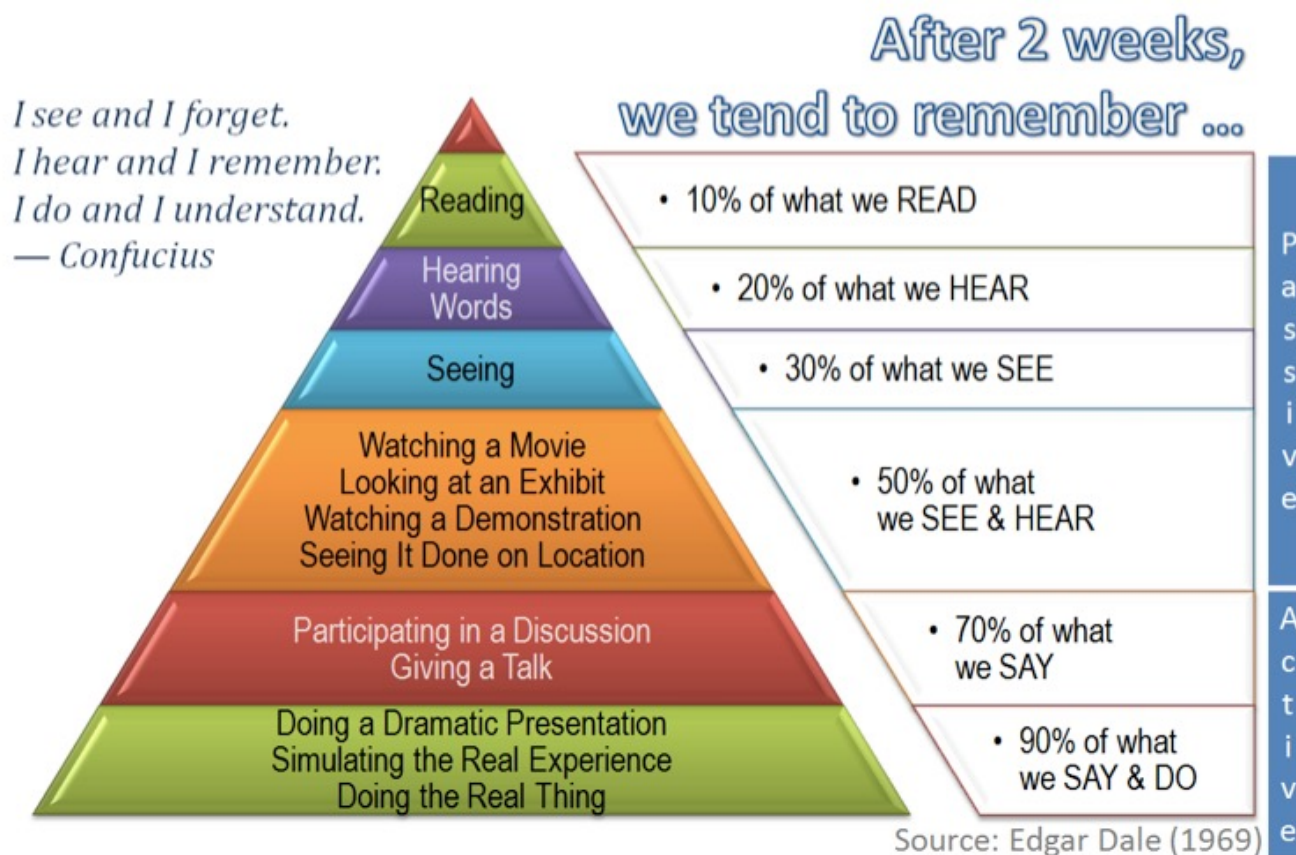 After 2 weeks,
we tend to remember ...
I see and I forget.
I hear and I remember.
I do and I understand.
— Confucius
Reading
• 10% of what we READ
Hearing
Words
• 20% of what we HEAR
Seeing
• 30% of what we SEE
Watching a Movie
Looking at an Exhibit
Watching a Demonstration
Seeing It Done on Location
• 50% of what
we SEE & HEAR
Participating in a Discussion
Giving a Talk
• 70% of what
we SAY
Doing a Dramatic Presentation
Simulating the Real Experience
Doing the Real Thing
• 90% of what
we SAY & DO
Passive
Active
Source: Edgar Dale (1969)